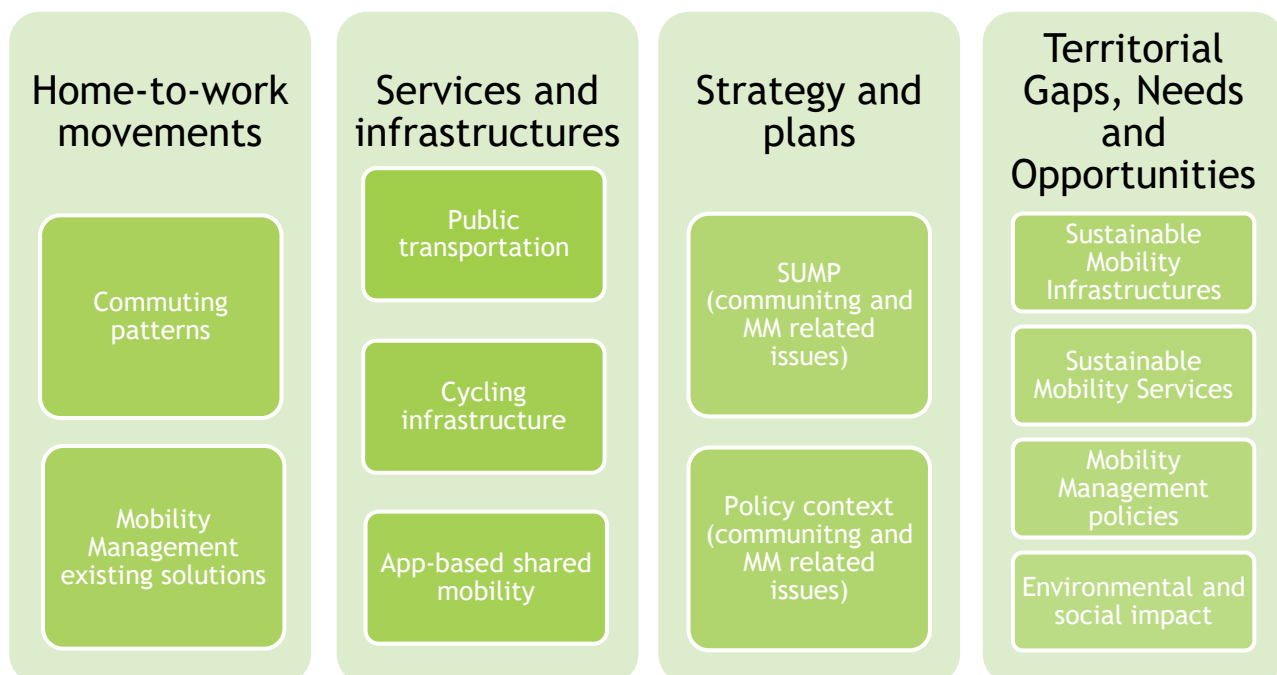 Home-to-work
movements
Commuting
patterns
Mobility
Management
existing solutions
Services and
infrastructures
Public
transportation
Cycling
infrastructure
App-based shared
mobility
Strategy and
plans
SUMP
(communitng and
MM related
issues)
Policy context
(communitng and
MM related
issues)
Territorial
Gaps, Needs
and
Opportunities
Sustainable
Mobility
Infrastructures
Sustainable
Mobility Services
Mobility
Management
policies
Environmental and
social impact